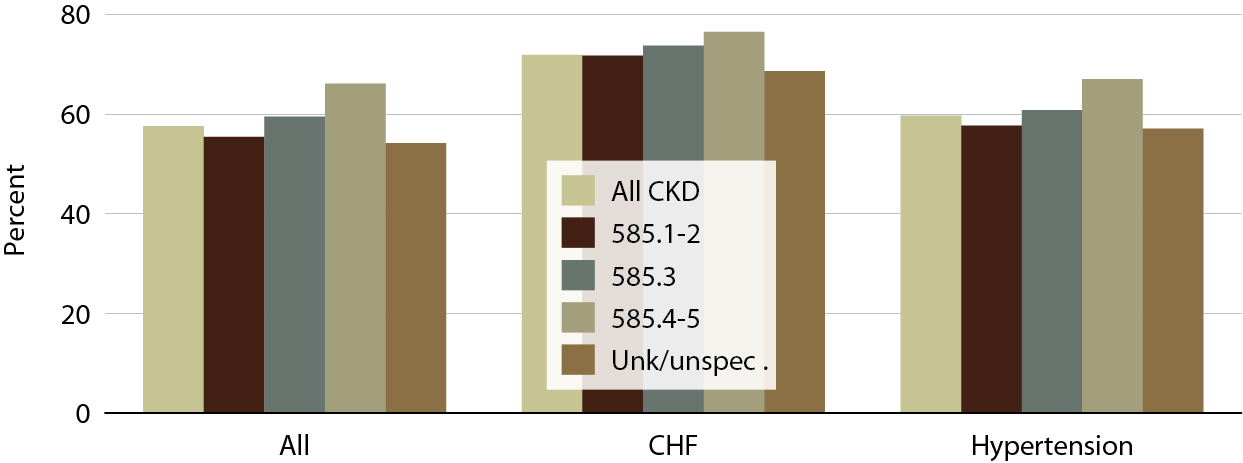 80
60
40
20
0
Percent
All CKD
585.1-2
585.3
585.4-5
Unk/unspec .
All
CHF
Hypertension